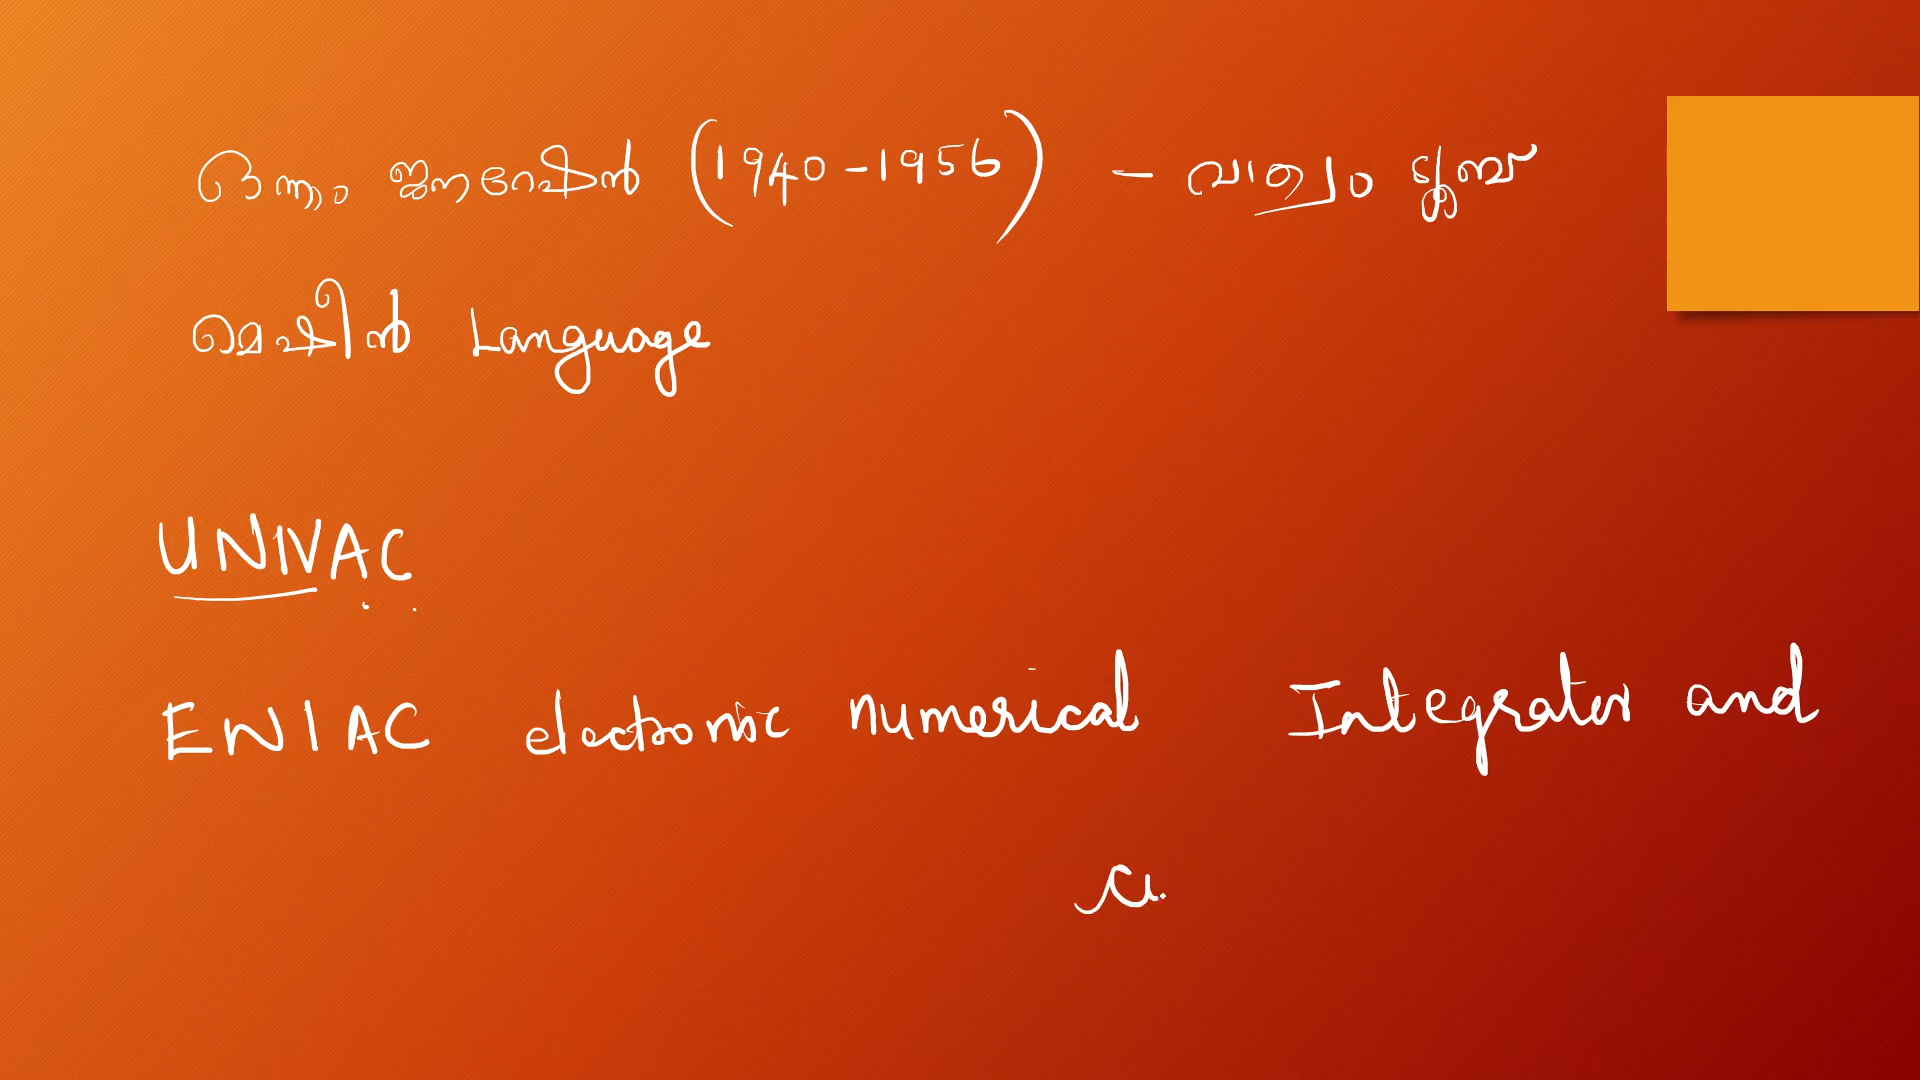 ഒന്നാം ജനറേഷൻ (1940-1956) - വാക്വം ട്യൂബ്
മെഷീൻ Language
UNIVAC
ENIAC electronic numerical Integrator and